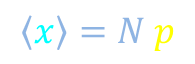 ⟨x⟩ = N p